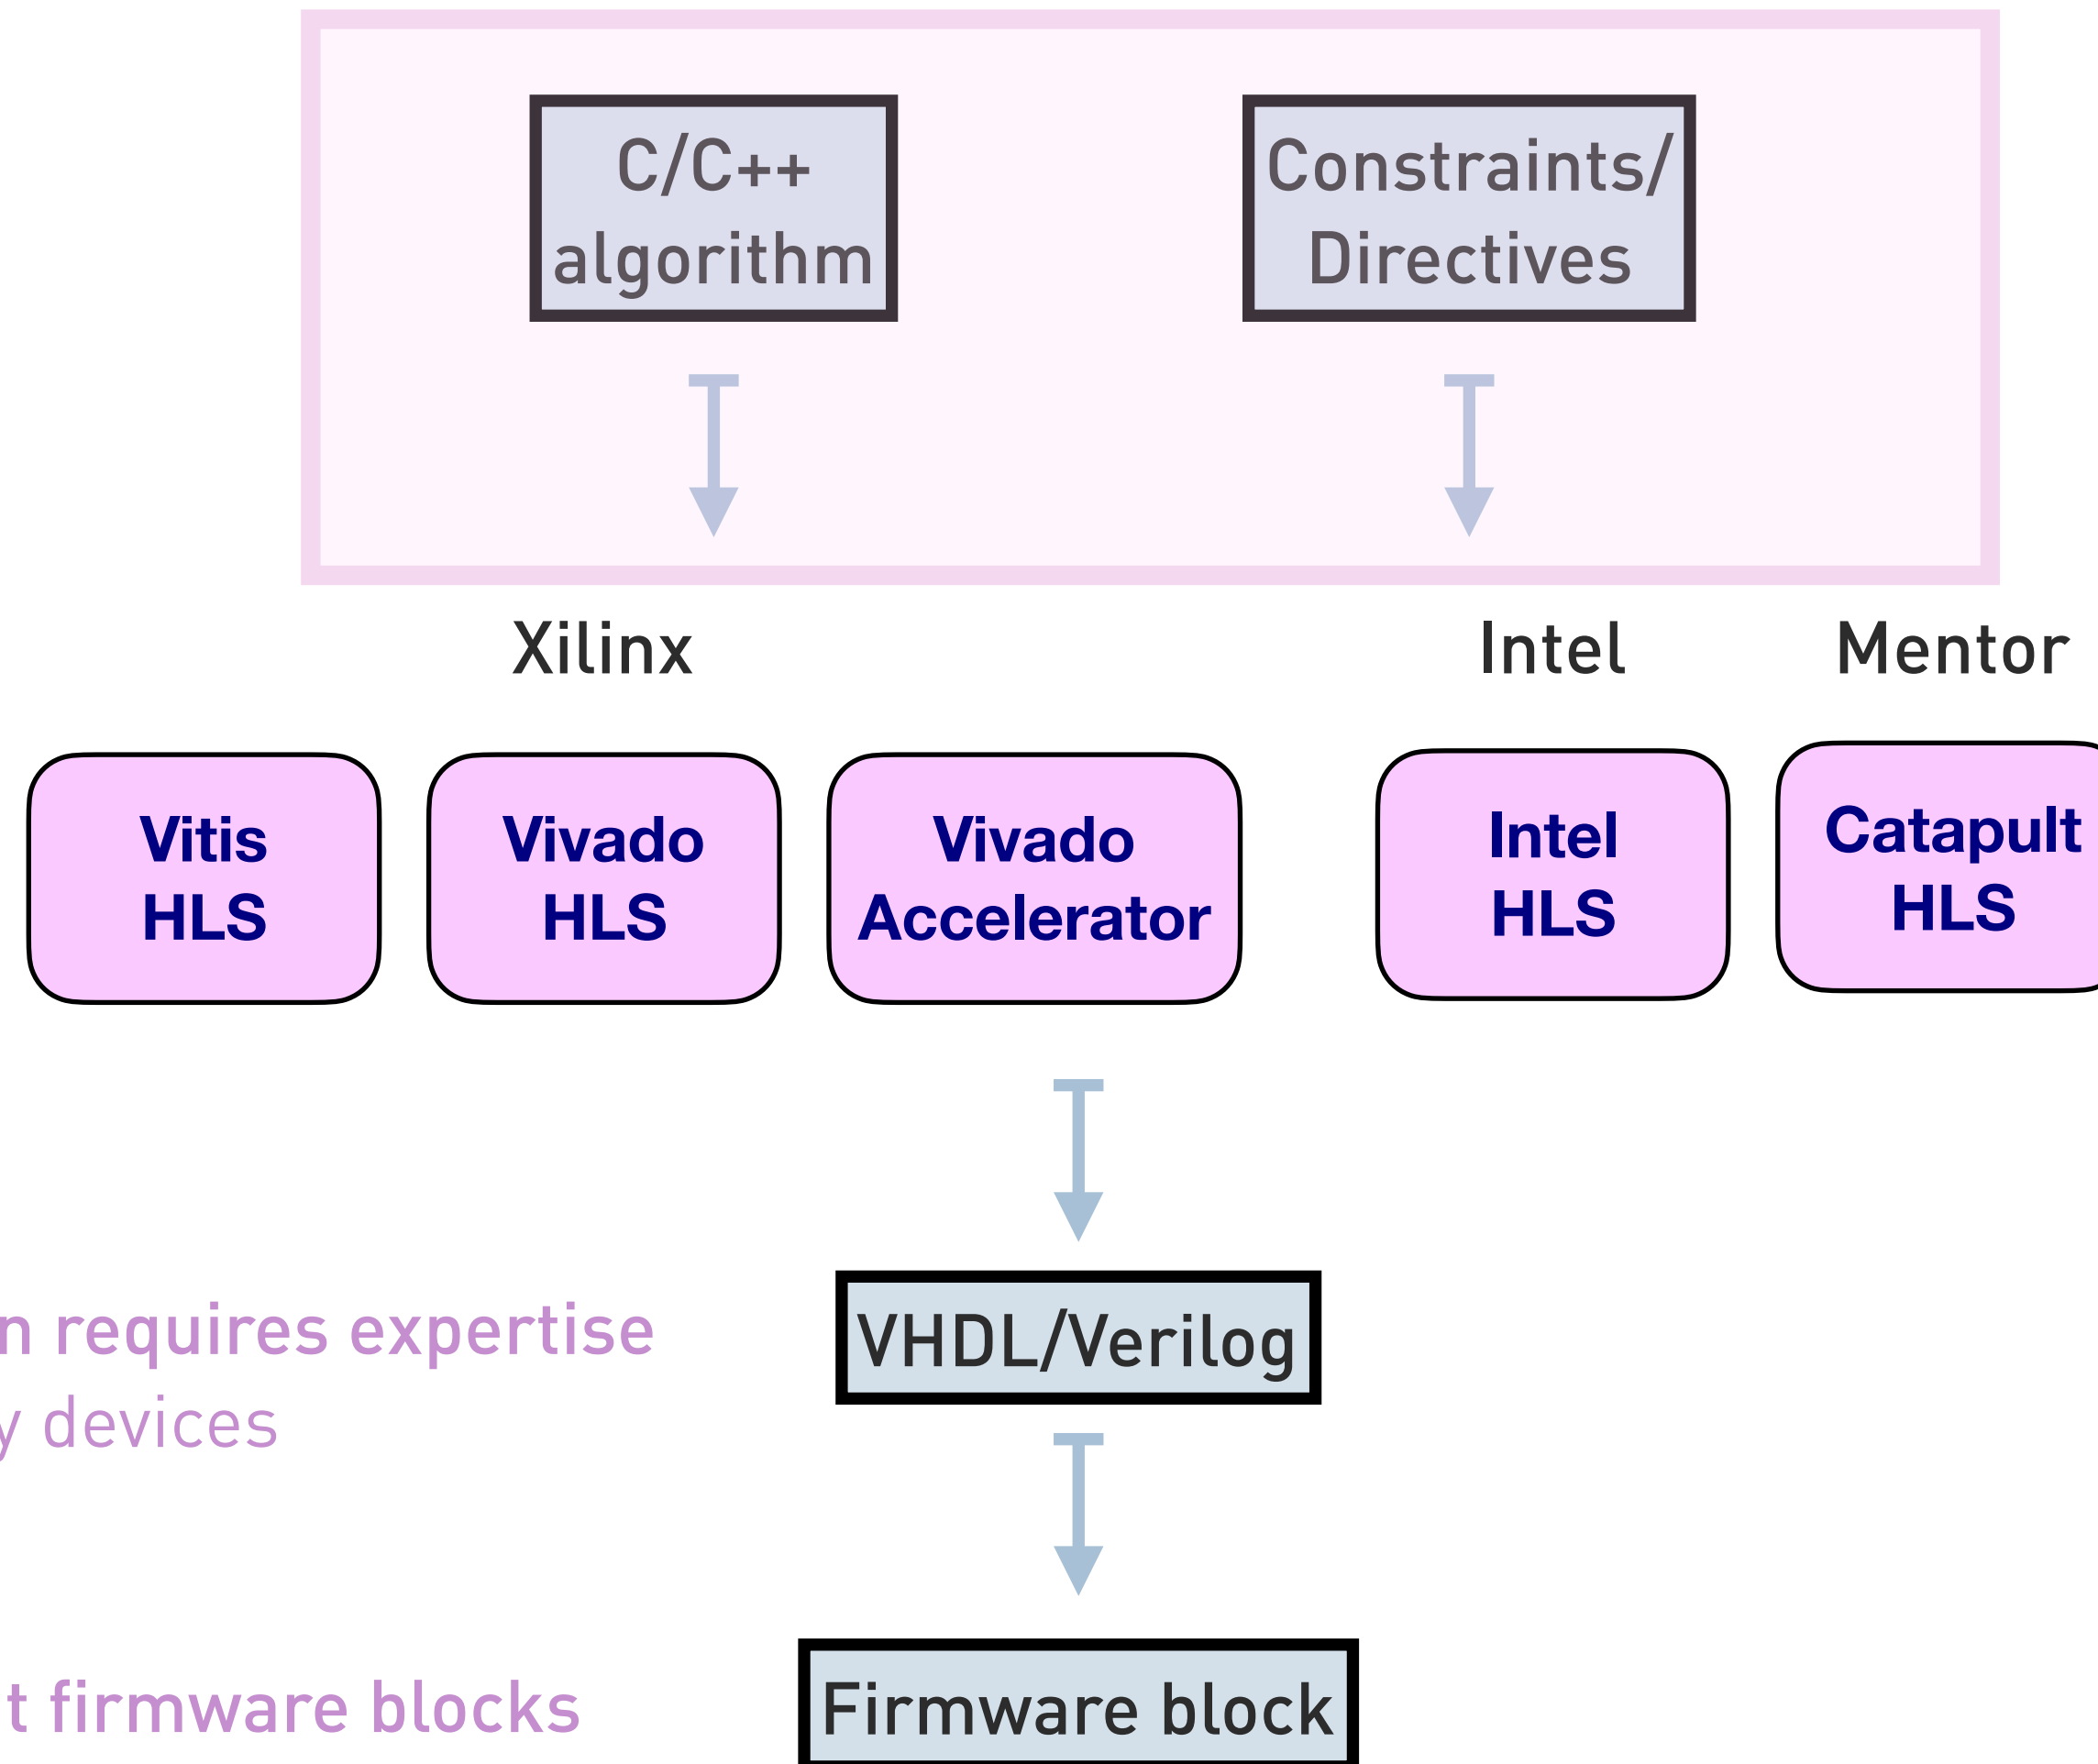 C/C++
algorithm
Constraints/
Directives
Xilinx
Intel
Mentor
Vitis
HLS
Vivado
HLS
Vivado
Accelerator
Intel
HLS
Catapult
HLS
n requires expertise
y devices
VHDL/Verilog
t firmware blocks
Firmware block